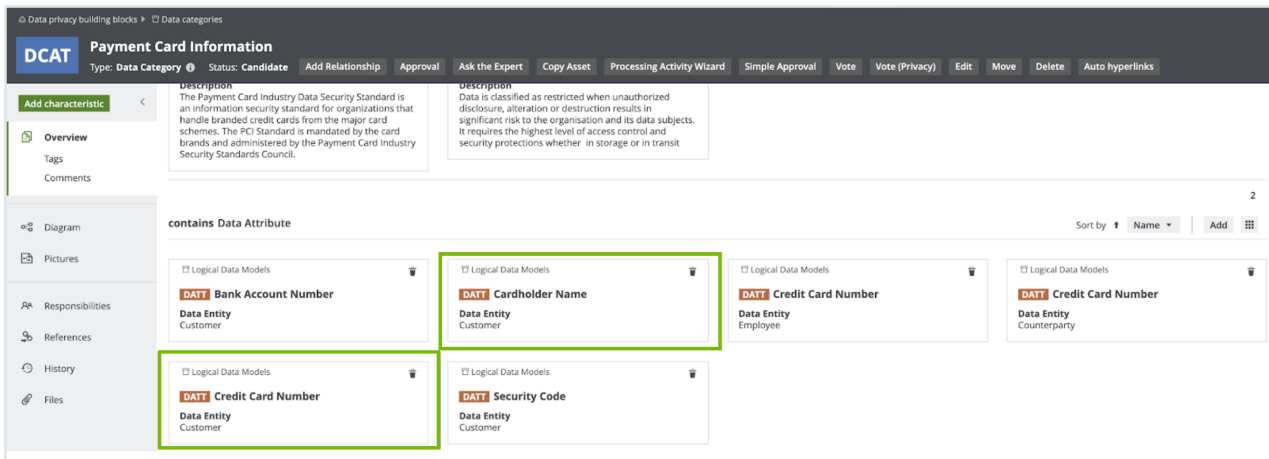 Data privacy building blocks Data categories
DCAT
Payment Card Information
Type: Data Category Status: Candidate Add Relationship Approval Ask the Expert Copy Asset Processing Activity Wizard Simple Approval Vote Vote (Privacy) Edit Move Delete Auto hyperlinks
Add characteristic
Overview
Tags
Comments
Diagram
Pictures
Responsibilities
References
History
Files
Description
The Payment Card Industry Data Security Standard is
an information security standard for organizations that
handle branded credit cards from the major card
schemes. The PCI Standard is mandated by the card
brands and administered by the Payment Card Industry
Security Standards Council.
Description
Data is classified as restricted when unauthorized
disclosure, alteration or destruction results in
significant risk to the organisation and its data subjects.
It requires the highest level of access control and
security protections whether in storage or in transit
2
contains Data Attribute
Sort by Name Add
Logical Data Models
DATT Bank Account Number
Data Entity
Customer
Logical Data Models
DATT Cardholder Name
Data Entity
Customer
Logical Data Models
DATT Credit Card Number
Data Entity
Employee
Logical Data Models
DATT Credit Card Number
Data Entity
Counterparty
Logical Data Models
DATT Credit Card Number
Data Entity
Customer
Logical Data Models
DATT Security Code
Data Entity
Customer